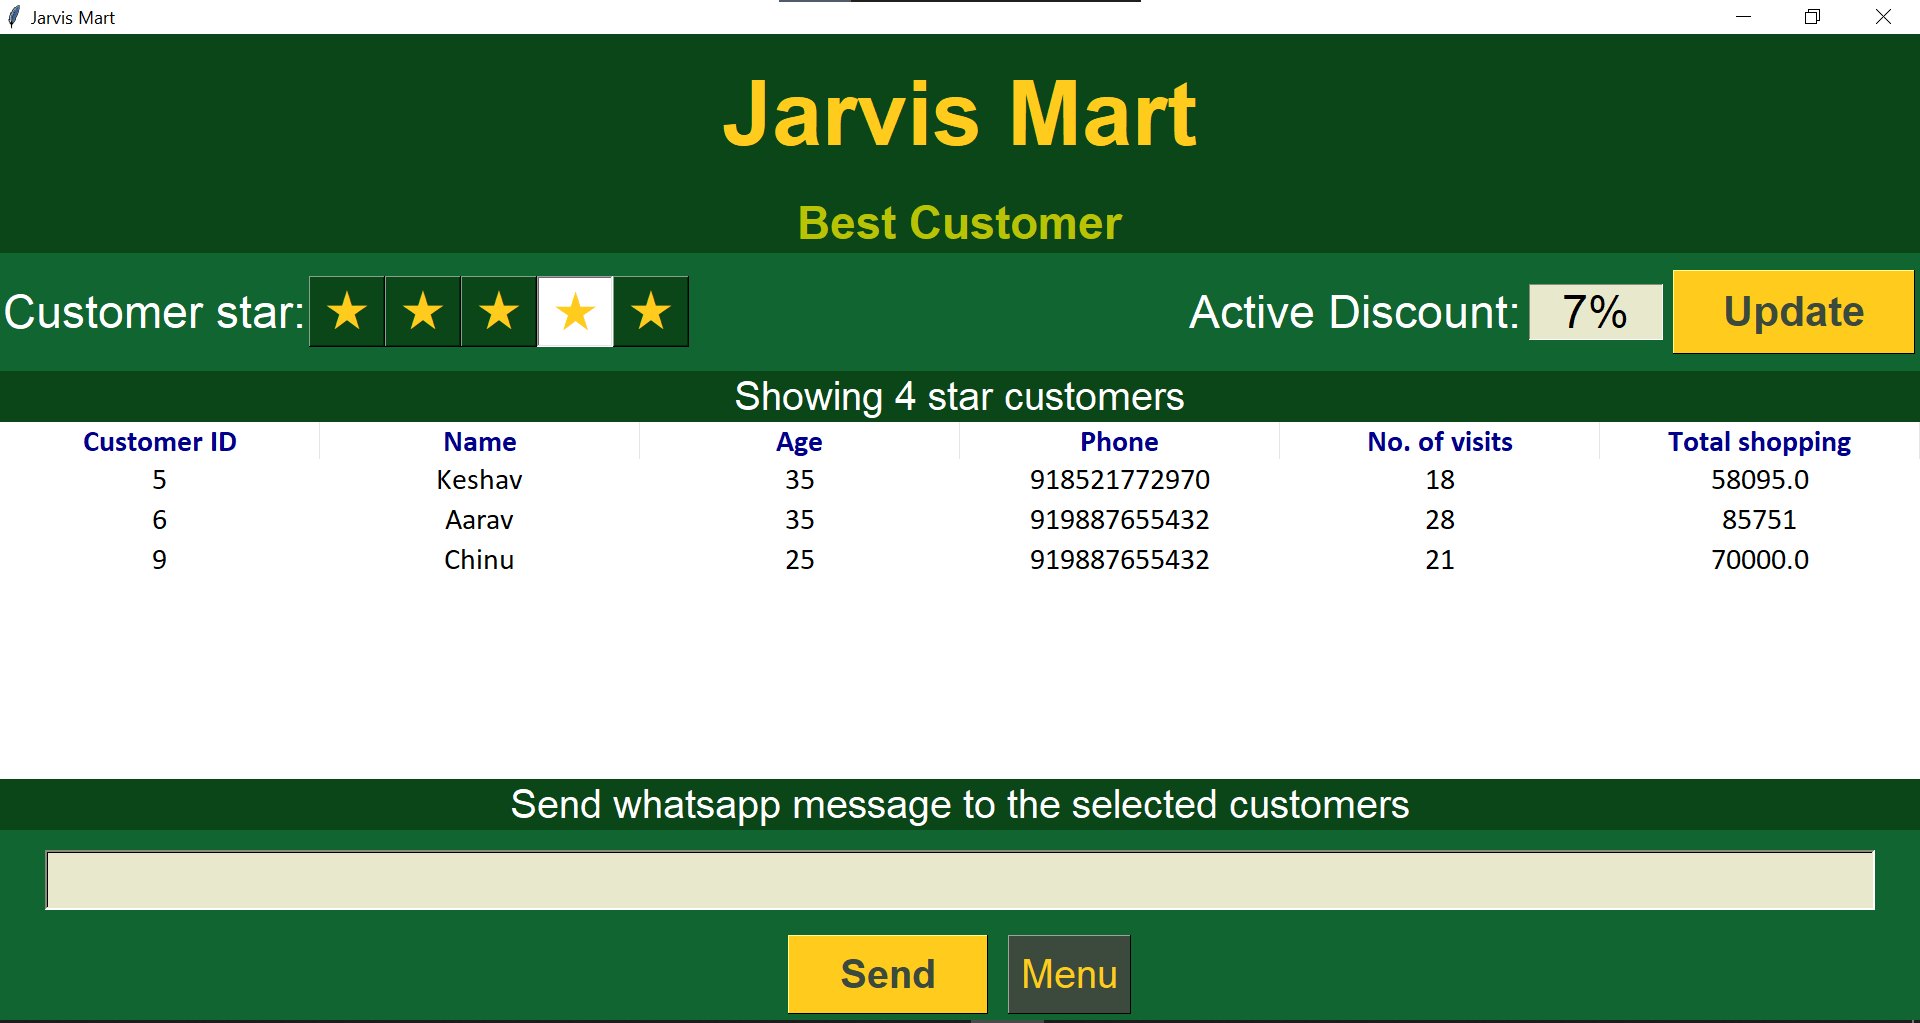 Jarvis Mart
Jarvis Mart
Best Customer
Customer star: ★ ★ ★ ★ ★ Active Discount: 7% Update
Showing 4 star customers
Customer ID Name Age Phone No. of visits Total shopping
5 Keshav 35 918521772970 18 58095.0
6 Aarav 35 919887655432 28 85751
9 Chinu 25 919887655432 21 70000.0
Send whatsapp message to the selected customers
Send Menu